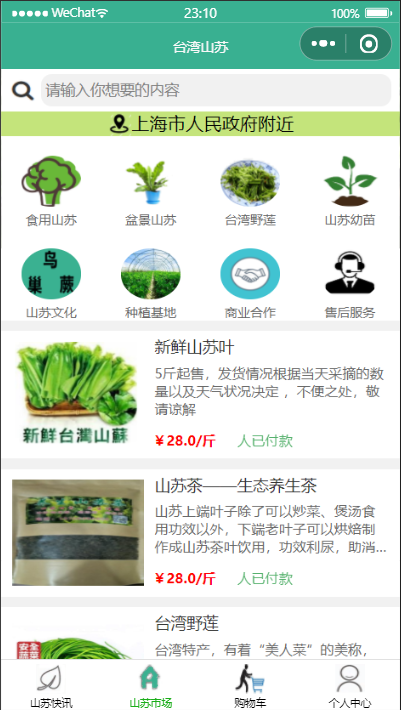 WeChat
23:10
100%
台湾山苏
请输入你想要的内容
上海市人民政府附近
食用山苏
盆景山苏
台湾野莲
山苏幼苗
鸟
巢 蕨
山苏文化
种植基地
商业合作
售后服务
新鲜山苏叶
5斤起售，发货情况根据当天采摘的数
量以及天气状况决定 ，不便之处，敬
请谅解
新鮮台灣山蘇
￥28.0/斤
人已付款
山苏茶——生态养生茶
山苏上端叶子除了可以炒菜、煲汤食
用功效以外，下端老叶子可以烘焙制
作成山苏茶叶饮用，功效利尿，助消...
￥28.0/斤
人已付款
台湾野莲
台湾特产，有着“美人菜”的美称，
山苏快讯
山苏市场
购物车
个人中心